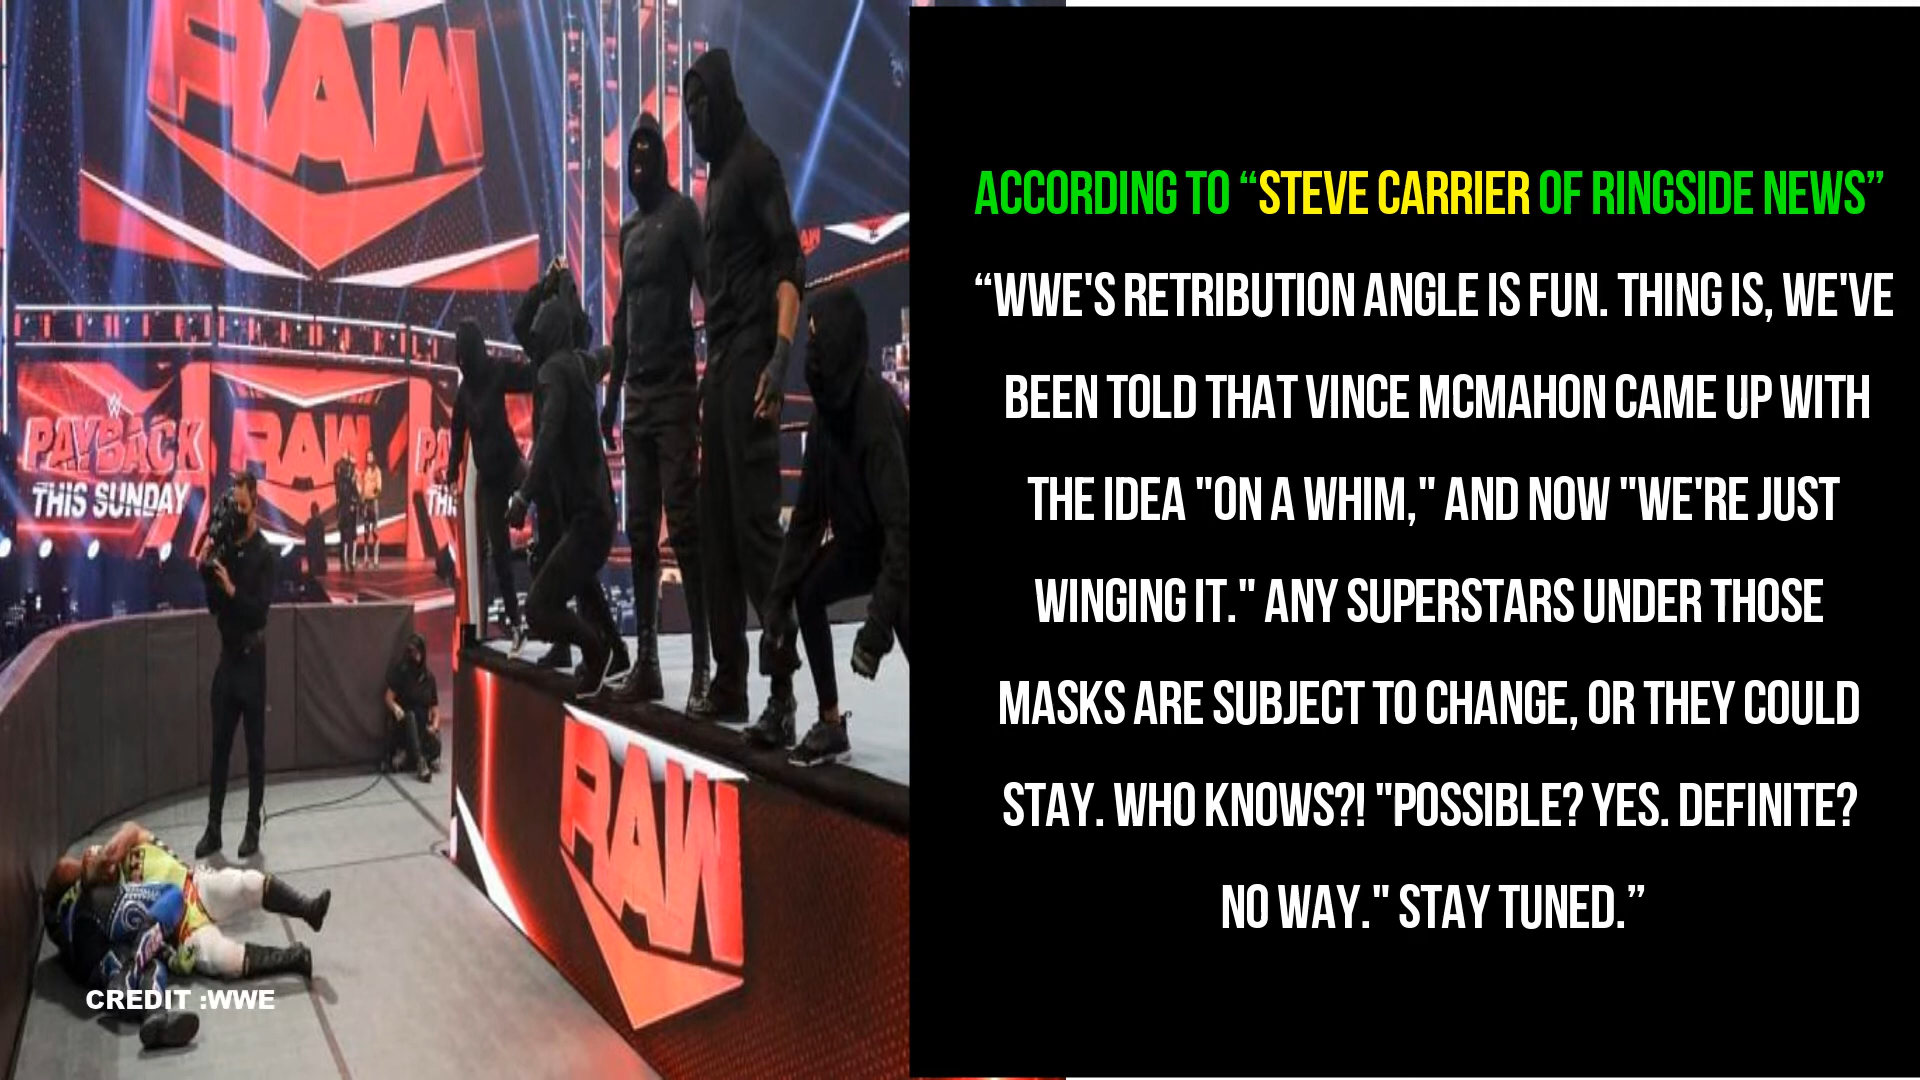 RAW
W
PAYBACK
THIS SUNDAY
RAW
PA
THIS
RAW
RAW
CREDIT :WWE
ACCORDING TO “STEVE CARRIER OF RINGSIDE NEWS”
“WWE'S RETRIBUTION ANGLE IS FUN. THING IS, WE'VE
BEEN TOLD THAT VINCE MCMAHON CAME UP WITH
THE IDEA "ON A WHIM," AND NOW "WE'RE JUST
WINGING IT." ANY SUPERSTARS UNDER THOSE
MASKS ARE SUBJECT TO CHANGE, OR THEY COULD
STAY. WHO KNOWS?! "POSSIBLE? YES. DEFINITE?
NO WAY." STAY TUNED.”